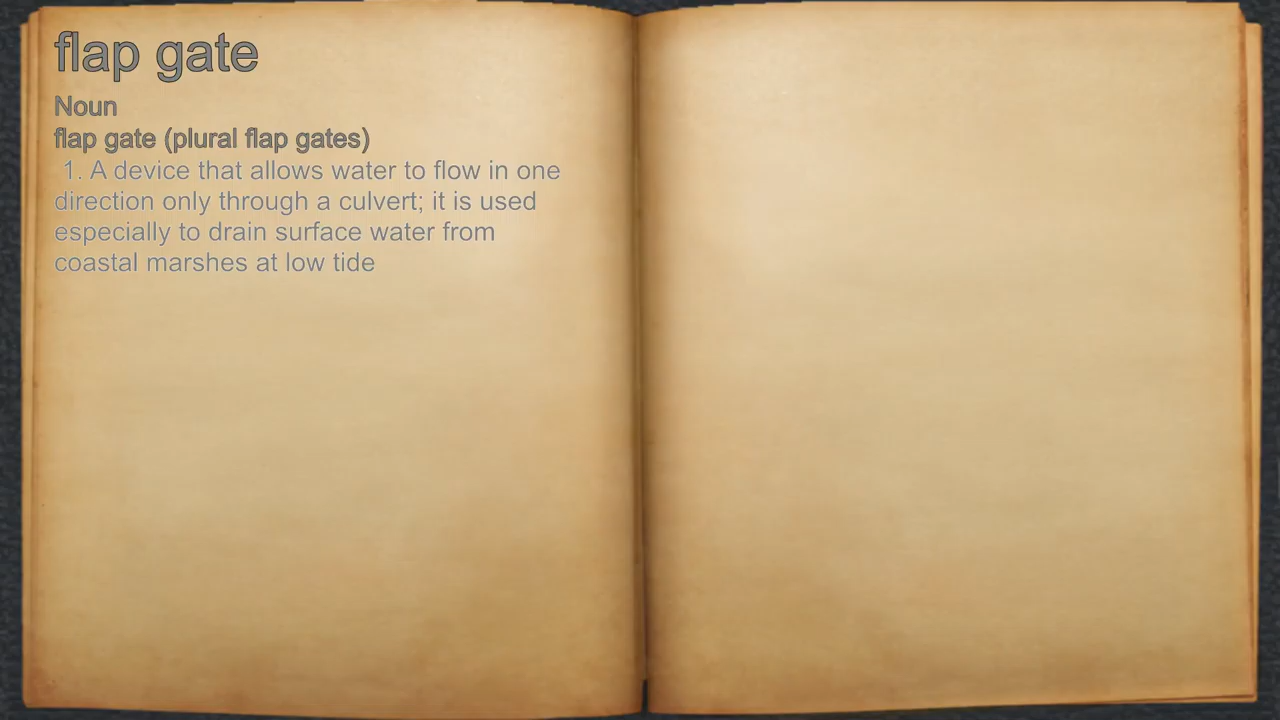 flap gate
Noun
flap gate (plural flap gates)
1. A device that allows water to flow in one
direction only through a culvert; it is used
especially to drain surface water from
coastal marshes at low tide